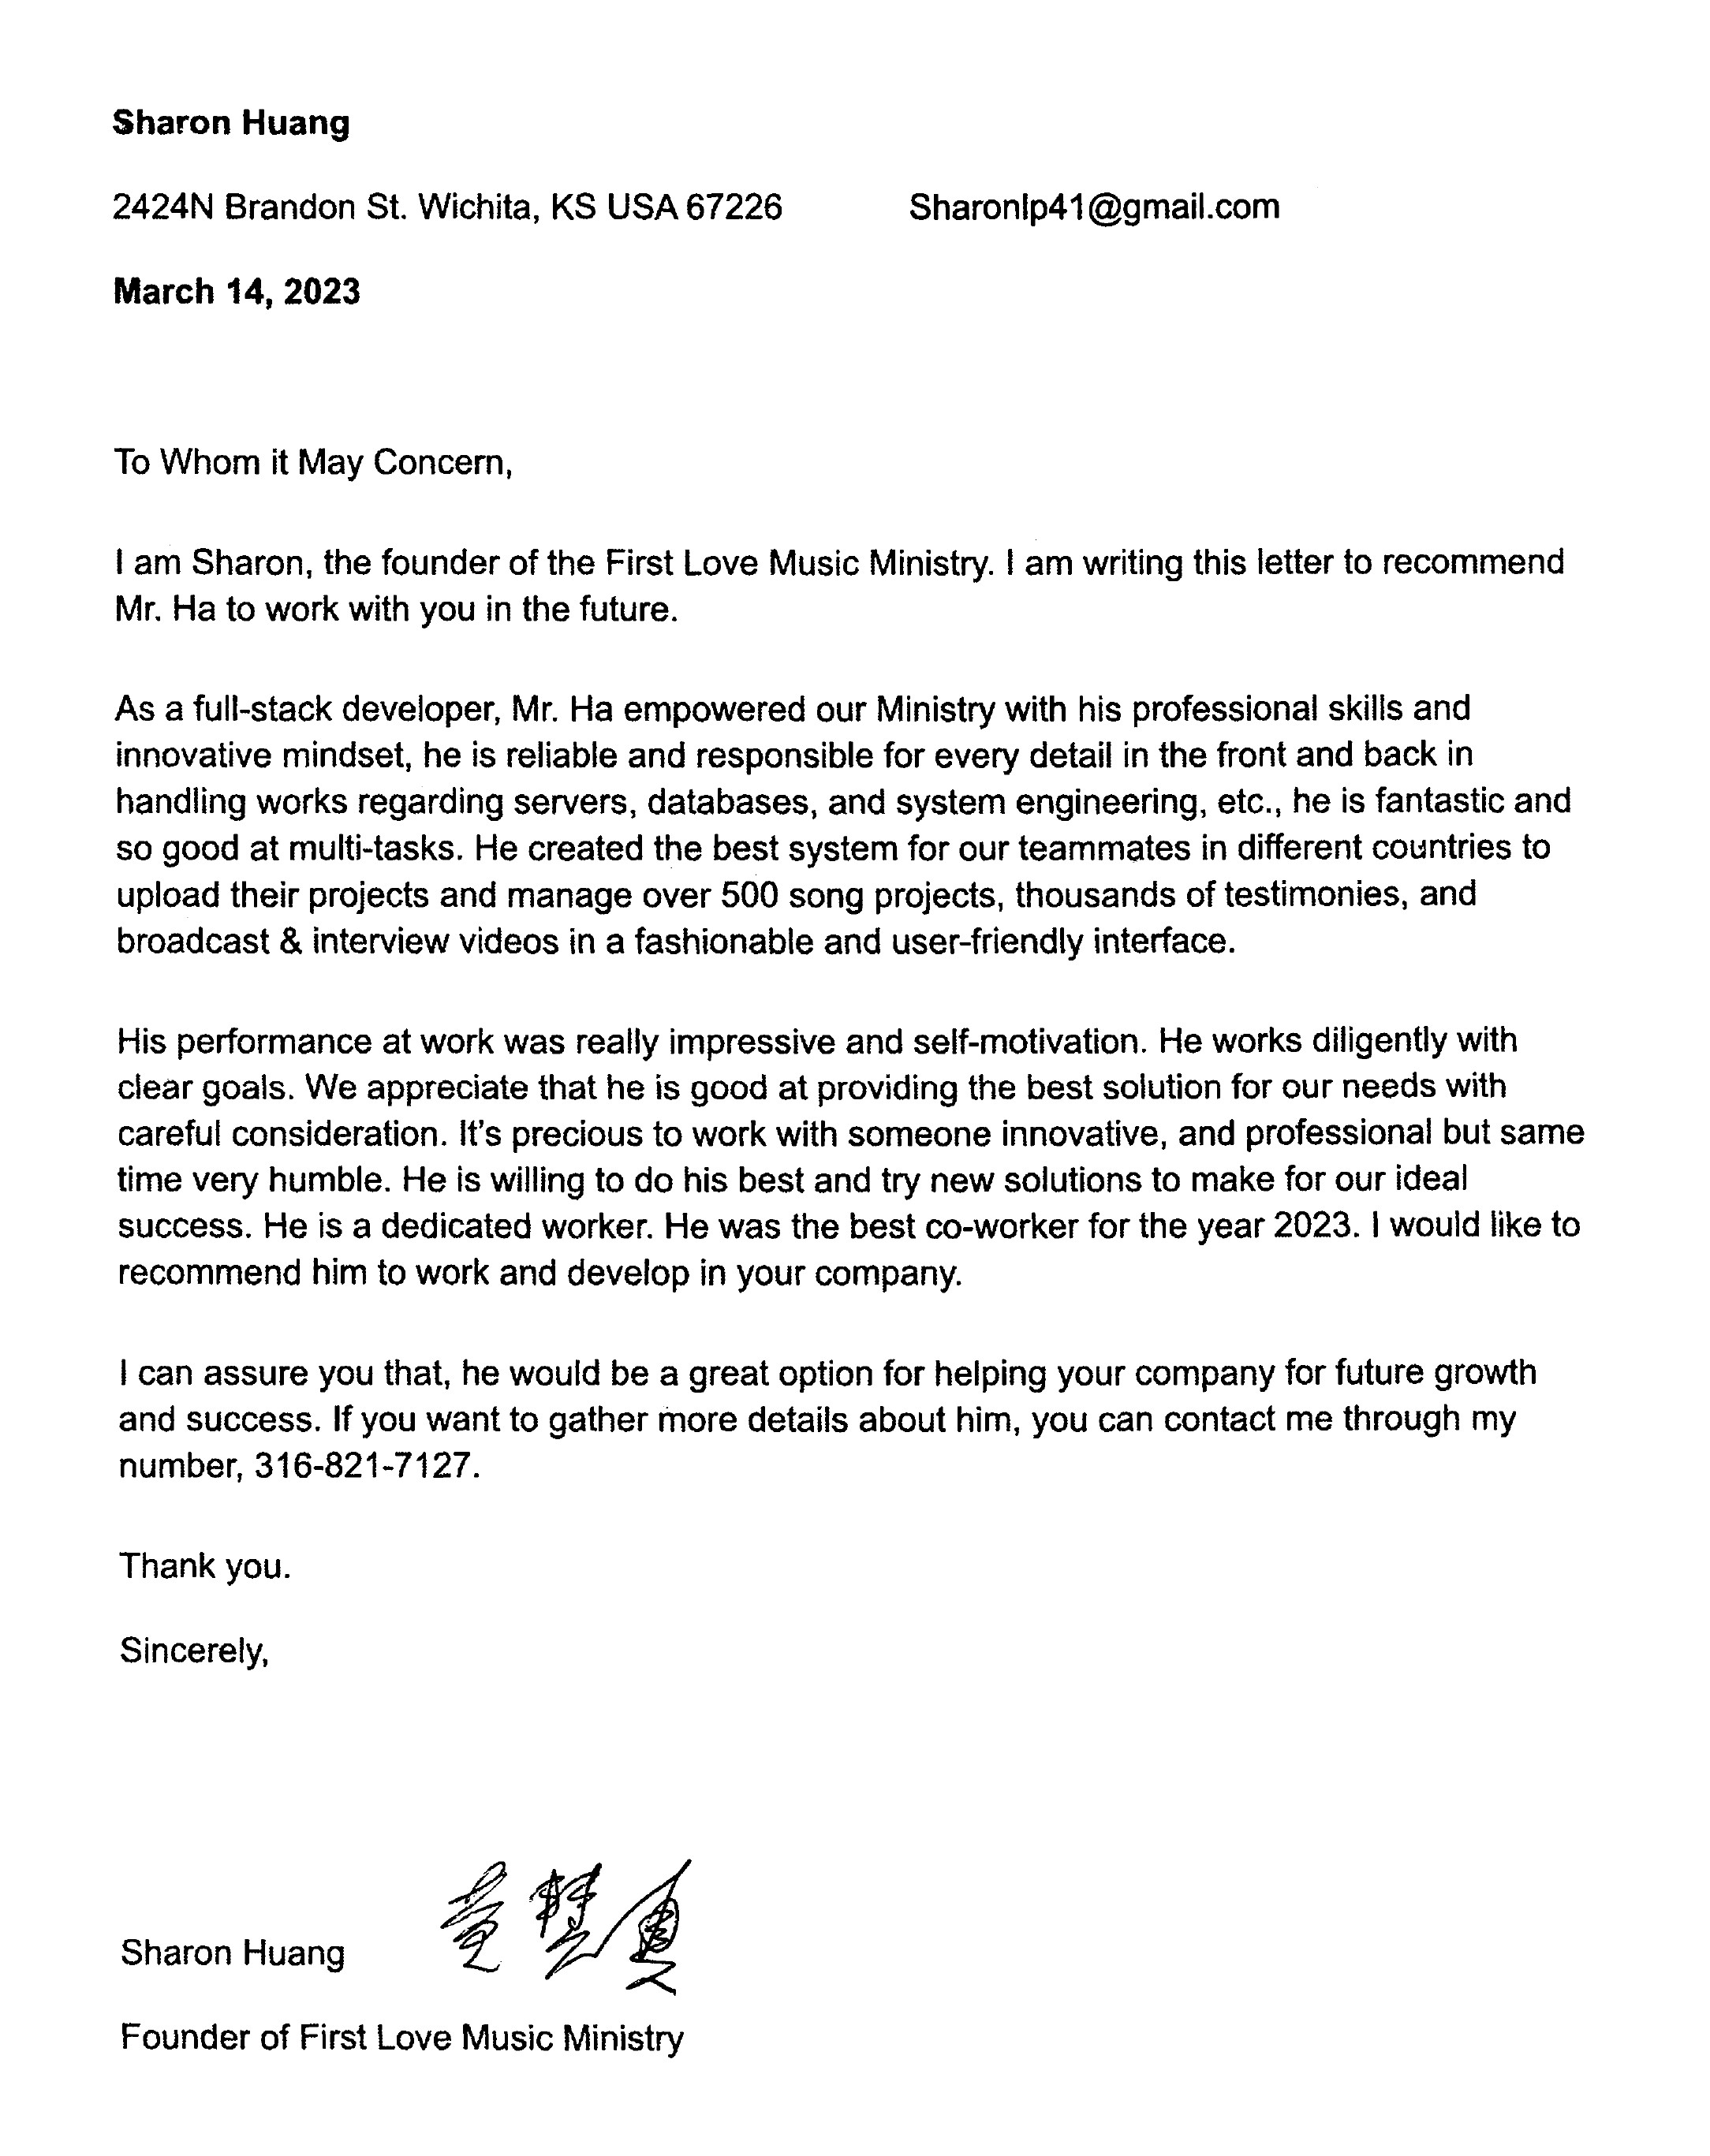 Sharon Huang
2424N Brandon St. Wichita, KS USA 67226 Sharonlp41@gmail.com
March 14, 2023
To Whom it May Concern,
I am Sharon, the founder of the First Love Music Ministry. I am writing this letter to recommend
Mr. Ha to work with you in the future.
As a full-stack developer, Mr. Ha empowered our Ministry with his professional skills and
innovative mindset, he is reliable and responsible for every detail in the front and back in
handling works regarding servers, databases, and system engineering, etc., he is fantastic and
so good at multi-tasks. He created the best system for our teammates in different countries to
upload their projects and manage over 500 song projects, thousands of testimonies, and
broadcast & interview videos in a fashionable and user-friendly interface.
His performance at work was really impressive and self-motivation. He works diligently with
clear goals. We appreciate that he is good at providing the best solution for our needs with
careful consideration. It's precious to work with someone innovative, and professional but same
time very humble. He is willing to do his best and try new solutions to make for our ideal
success. He is a dedicated worker. He was the best co-worker for the year 2023. I would like to
recommend him to work and develop in your company.
I can assure you that, he would be a great option for helping your company for future growth
and success. If you want to gather more details about him, you can contact me through my
number, 316-821-7127.
Thank you.
Sincerely,
Sharon Huang
Founder of First Love Music Ministry